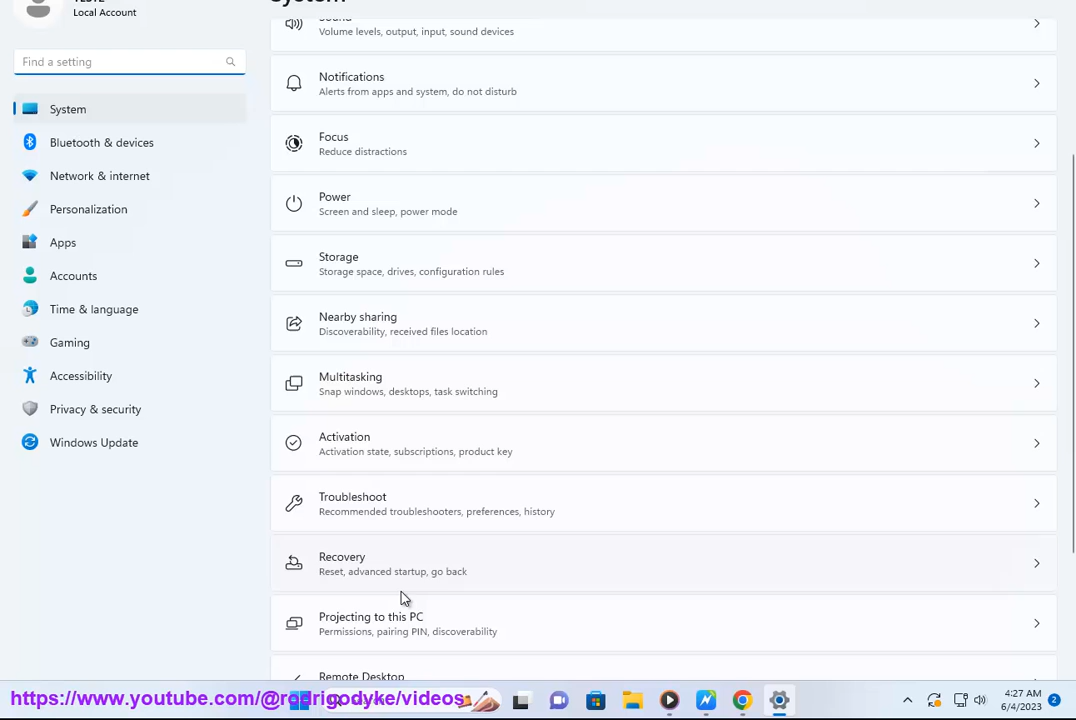 TESTE
System
Local Account
Sound
Volume levels, output, input, sound devices
Find a setting
Notifications
Alerts from apps and system, do not disturb
System
Focus
Reduce distractions
Bluetooth & devices
Network & internet
Power
Screen and sleep, power mode
Personalization
Apps
Storage
Storage space, drives, configuration rules
Accounts
Time & language
Nearby sharing
Discoverability, received files location
Gaming
Accessibility
Multitasking
Snap windows, desktops, task switching
Privacy & security
Windows Update
Activation
Activation state, subscriptions, product key
Troubleshoot
Recommended troubleshooters, preferences, history
Recovery
Reset, advanced startup, go back
Projecting to this PC
Permissions, pairing PIN, discoverability
Remote Desktop
https://www.youtube.com/@rodrigodyke/videos
4:27 AM
6/4/2023
2